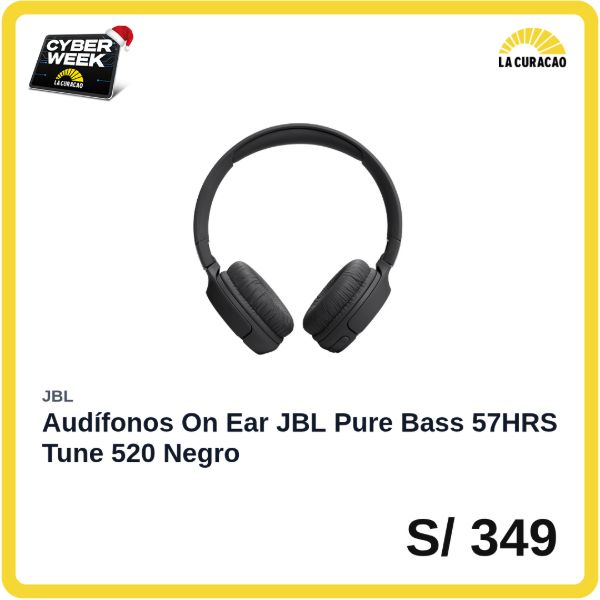 CYBER
WEEK
LA CURACAO
LA CURACAO
JBL
Audífonos On Ear JBL Pure Bass 57HRS
Tune 520 Negro
S/ 349